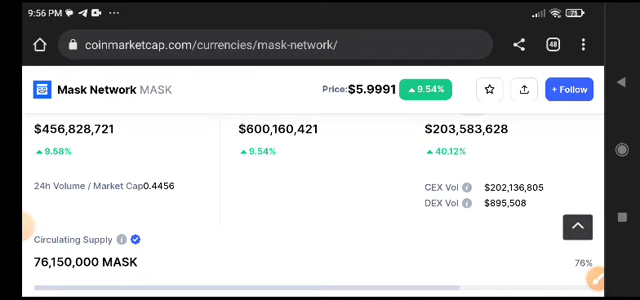 9:56 PM
coinmarketcap.com/currencies/mask-network/
48
Mask Network MASK
Price:$5.9991
9.54%
+ Follow
$456,828,721
$600,160,421
$203,583,628
9.58%
9.54%
40.12%
24h Volume / Market Cap0.4456
CEX Vol $202,136,805
DEX Vol $895,508
Circulating Supply
76,150,000 MASK
76%